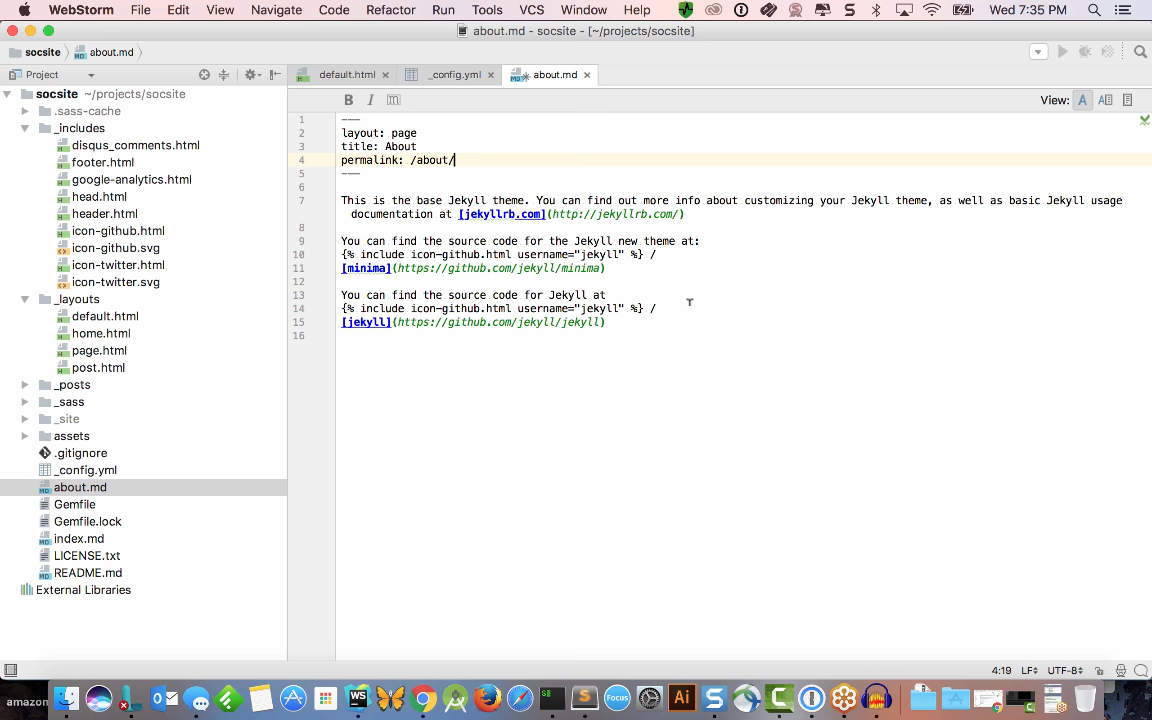 WebStorm File Edit View Navigate Code Refactor Run Tools VCS Window Help Wed 7:35 PM
about.md - socsite - [~/projects/socsite]
socsite about.md
Project default.html _config.yml about.md
socsite ~/projects/socsite
B I m View: A
.sass-cache
_includes
disqus_comments.html
footer.html
google-analytics.html
head.html
header.html
icon-github.html
icon-github.svg
icon-twitter.html
icon-twitter.svg
_layouts
default.html
home.html
page.html
post.html
_posts
_sass
_site
assets
.gitignore
_config.yml
about.md
Gemfile
Gemfile.lock
index.md
LICENSE.txt
README.md
External Libraries
1 ---
2 layout: page
3 title: About
4 permalink: /about/
5 ---
6
7 This is the base Jekyll theme. You can find out more info about customizing your Jekyll theme, as well as basic Jekyll usage
documentation at [jekyllrb.com](http://jekyllrb.com/)
8
9 You can find the source code for the Jekyll new theme at:
10 {% include icon-github.html username="jekyll" %} /
11 [minima](https://github.com/jekyll/minima)
12
13 You can find the source code for Jekyll at
14 {% include icon-github.html username="jekyll" %} /
15 [jekyll](https://github.com/jekyll/jekyll)
16
4:19 LF UTF-8
amazon WS Focus Ai